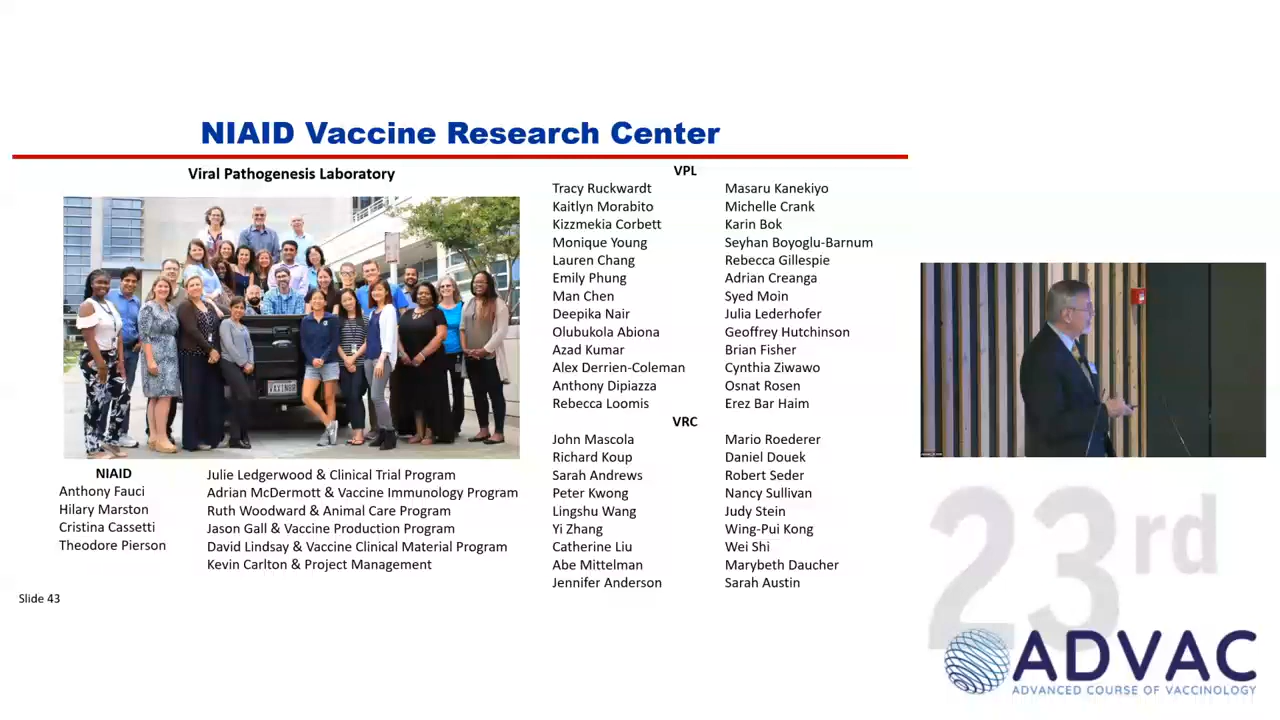 NIAID Vaccine Research Center
Viral Pathogenesis Laboratory
NIAID
Anthony Fauci
Hilary Marston
Cristina Cassetti
Theodore Pierson
Julie Ledgerwood & Clinical Trial Program
Adrian McDermott & Vaccine Immunology Program
Ruth Woodward & Animal Care Program
Jason Gall & Vaccine Production Program
David Lindsay & Vaccine Clinical Material Program
Kevin Carlton & Project Management
VPL
Tracy Ruckwardt
Kaitlyn Morabito
Kizzmekia Corbett
Monique Young
Lauren Chang
Emily Phung
Man Chen
Deepika Nair
Olubukola Abiona
Azad Kumar
Alex Derrien-Coleman
Anthony Dipiazza
Rebecca Loomis
Masaru Kanekiyo
Michelle Crank
Karin Bok
Seyhan Boyoglu-Barnum
Rebecca Gillespie
Adrian Creanga
Syed Moin
Julia Lederhofer
Geoffrey Hutchinson
Brian Fisher
Cynthia Ziwawo
Osnat Rosen
Erez Bar Haim
VRC
John Mascola
Richard Koup
Sarah Andrews
Peter Kwong
Lingshu Wang
Yi Zhang
Catherine Liu
Abe Mittelman
Jennifer Anderson
Mario Roederer
Daniel Douek
Robert Seder
Nancy Sullivan
Judy Stein
Wing-Pui Kong
Wei Shi
Marybeth Daucher
Sarah Austin
Slide 43
23rd
ADVAC
ADVANCED COURSE OF VACCINOLOGY